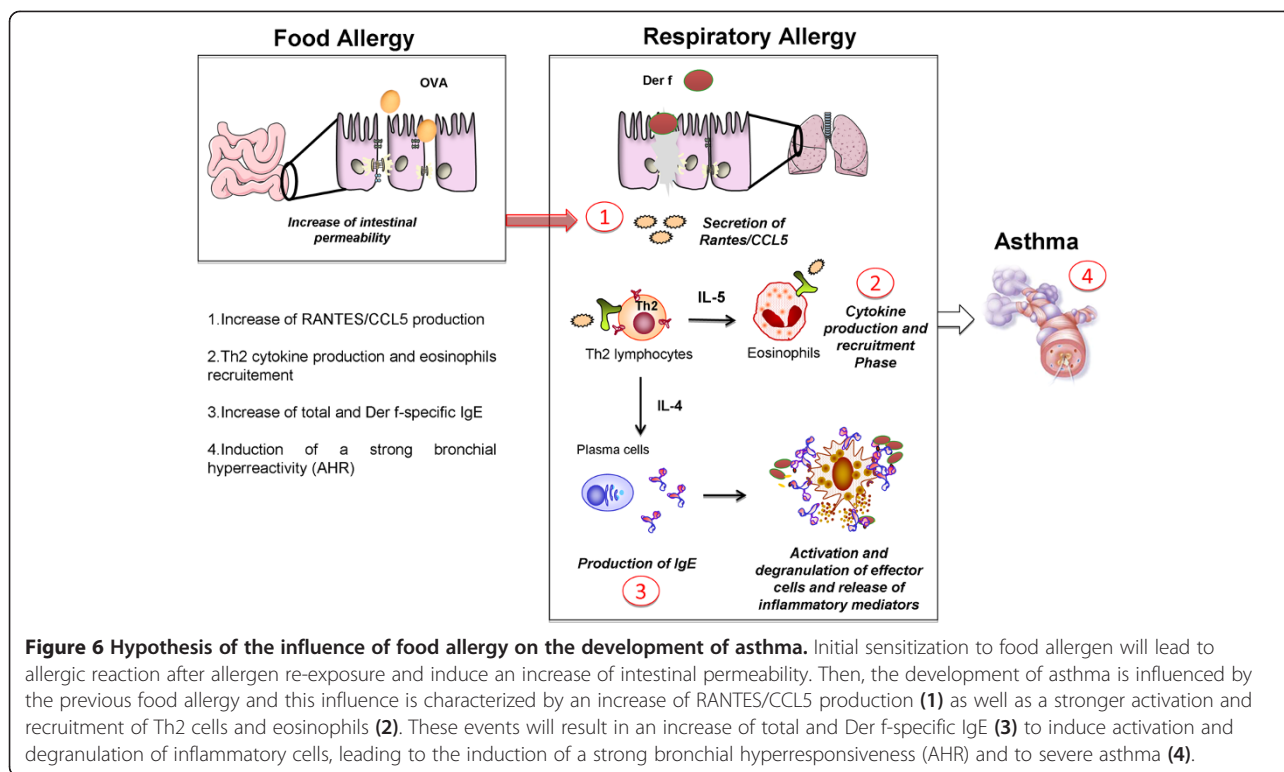 Food Allergy
OVA
Increase of intestinal
permeability
1.Increase of RANTES/CCL5 production
2.Th2 cytokine production and eosinophils
recruitement
3.Increase of total and Der f-specific IgE
4.Induction of a strong bronchial
hyperreactivity (AHR)
Respiratory Allergy
Der f
1
Secretion of
Rantes/CCL5
Th2
IL-5
Th2 lymphocytes
Eosinophils
2
Cytokine
production and
recruitment
Phase
IL-4
Plasma cells
Production of IgE
3
Activation and
degranulation of effector
cells and release of
inflammatory mediators
Asthma
4
Figure 6 Hypothesis of the influence of food allergy on the development of asthma. Initial sensitization to food allergen will lead to
allergic reaction after allergen re-exposure and induce an increase of intestinal permeability. Then, the development of asthma is influenced by
the previous food allergy and this influence is characterized by an increase of RANTES/CCL5 production (1) as well as a stronger activation and
recruitment of Th2 cells and eosinophils (2). These events will result in an increase of total and Der f-specific IgE (3) to induce activation and
degranulation of inflammatory cells, leading to the induction of a strong bronchial hyperresponsiveness (AHR) and to severe asthma (4).